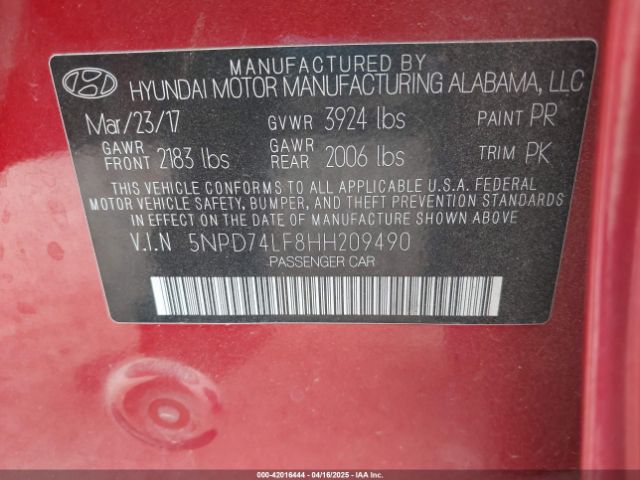 MANUFACTURED BY
HYUNDAI MOTOR MANUFACTURING ALABAMA, LLC
Mar/23/17 GVWR 3924 lbs PAINT PR
GAWR FRONT 2183 lbs GAWR REAR 2006 lbs TRIM PK
THIS VEHICLE CONFORMS TO ALL APPLICABLE U.S.A. FEDERAL
MOTOR VEHICLE SAFETY, BUMPER, AND THEFT PREVENTION STANDARDS
IN EFFECT ON THE DATE OF MANUFACTURE SHOWN ABOVE
V.I.N 5NPD74LF8HH209490
PASSENGER CAR
000-42016444 - 04/16/2025 - IAA Inc.